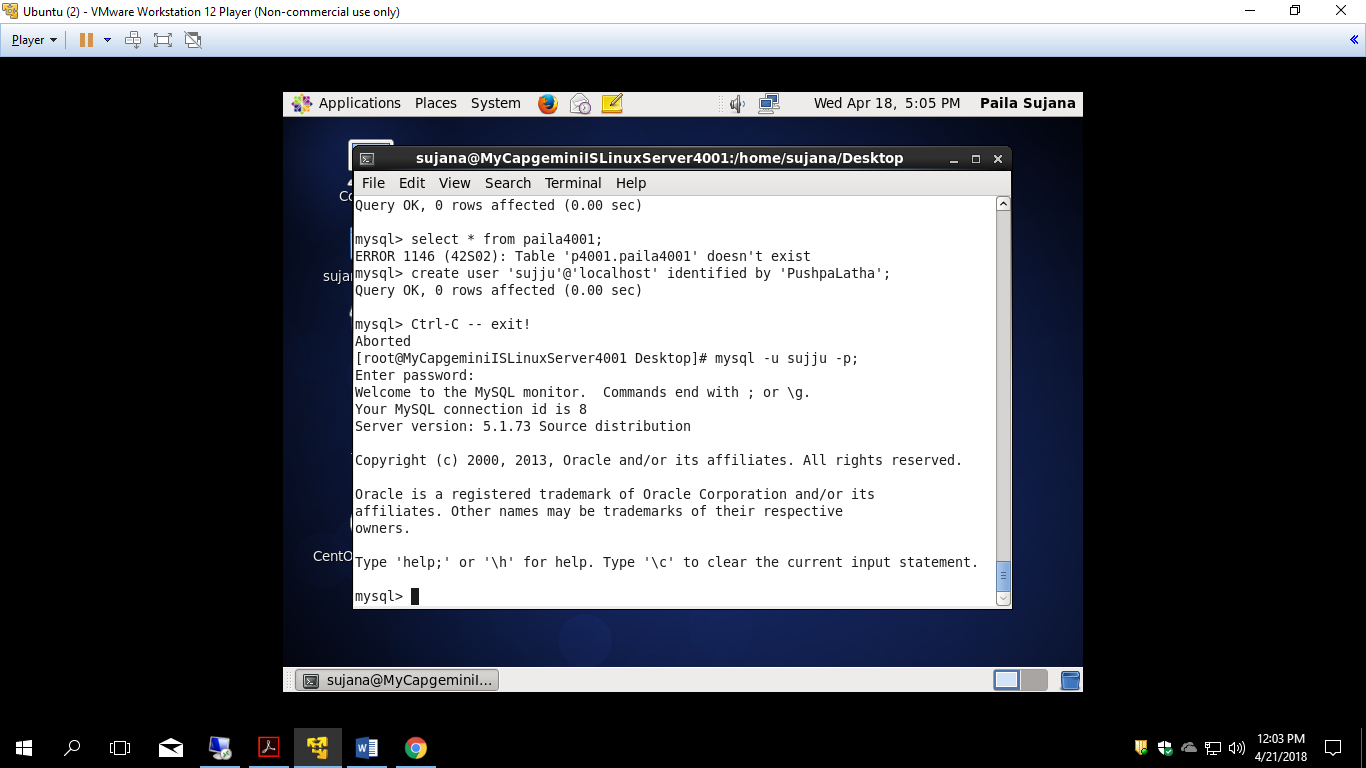 Ubuntu (2) - VMware Workstation 12 Player (Non-commercial use only)
Player
Applications Places System Wed Apr 18, 5:05 PM Paila Sujana
sujana@MyCapgeminiISLinuxServer4001:/home/sujana/Desktop
File Edit View Search Terminal Help
Query OK, 0 rows affected (0.00 sec)
mysql> select * from paila4001;
ERROR 1146 (42S02): Table 'p4001.paila4001' doesn't exist
mysql> create user 'sujju'@'localhost' identified by 'PushpaLatha';
Query OK, 0 rows affected (0.00 sec)
mysql> Ctrl-C -- exit!
Aborted
[root@MyCapgeminiISLinuxServer4001 Desktop]# mysql -u sujju -p;
Enter password:
Welcome to the MySQL monitor.  Commands end with ; or \g.
Your MySQL connection id is 8
Server version: 5.1.73 Source distribution
Copyright (c) 2000, 2013, Oracle and/or its affiliates. All rights reserved.
Oracle is a registered trademark of Oracle Corporation and/or its
affiliates. Other names may be trademarks of their respective
owners.
Type 'help;' or '\h' for help. Type '\c' to clear the current input statement.
mysql>
sujana@MyCapgeminiI...
12:03 PM
4/21/2018